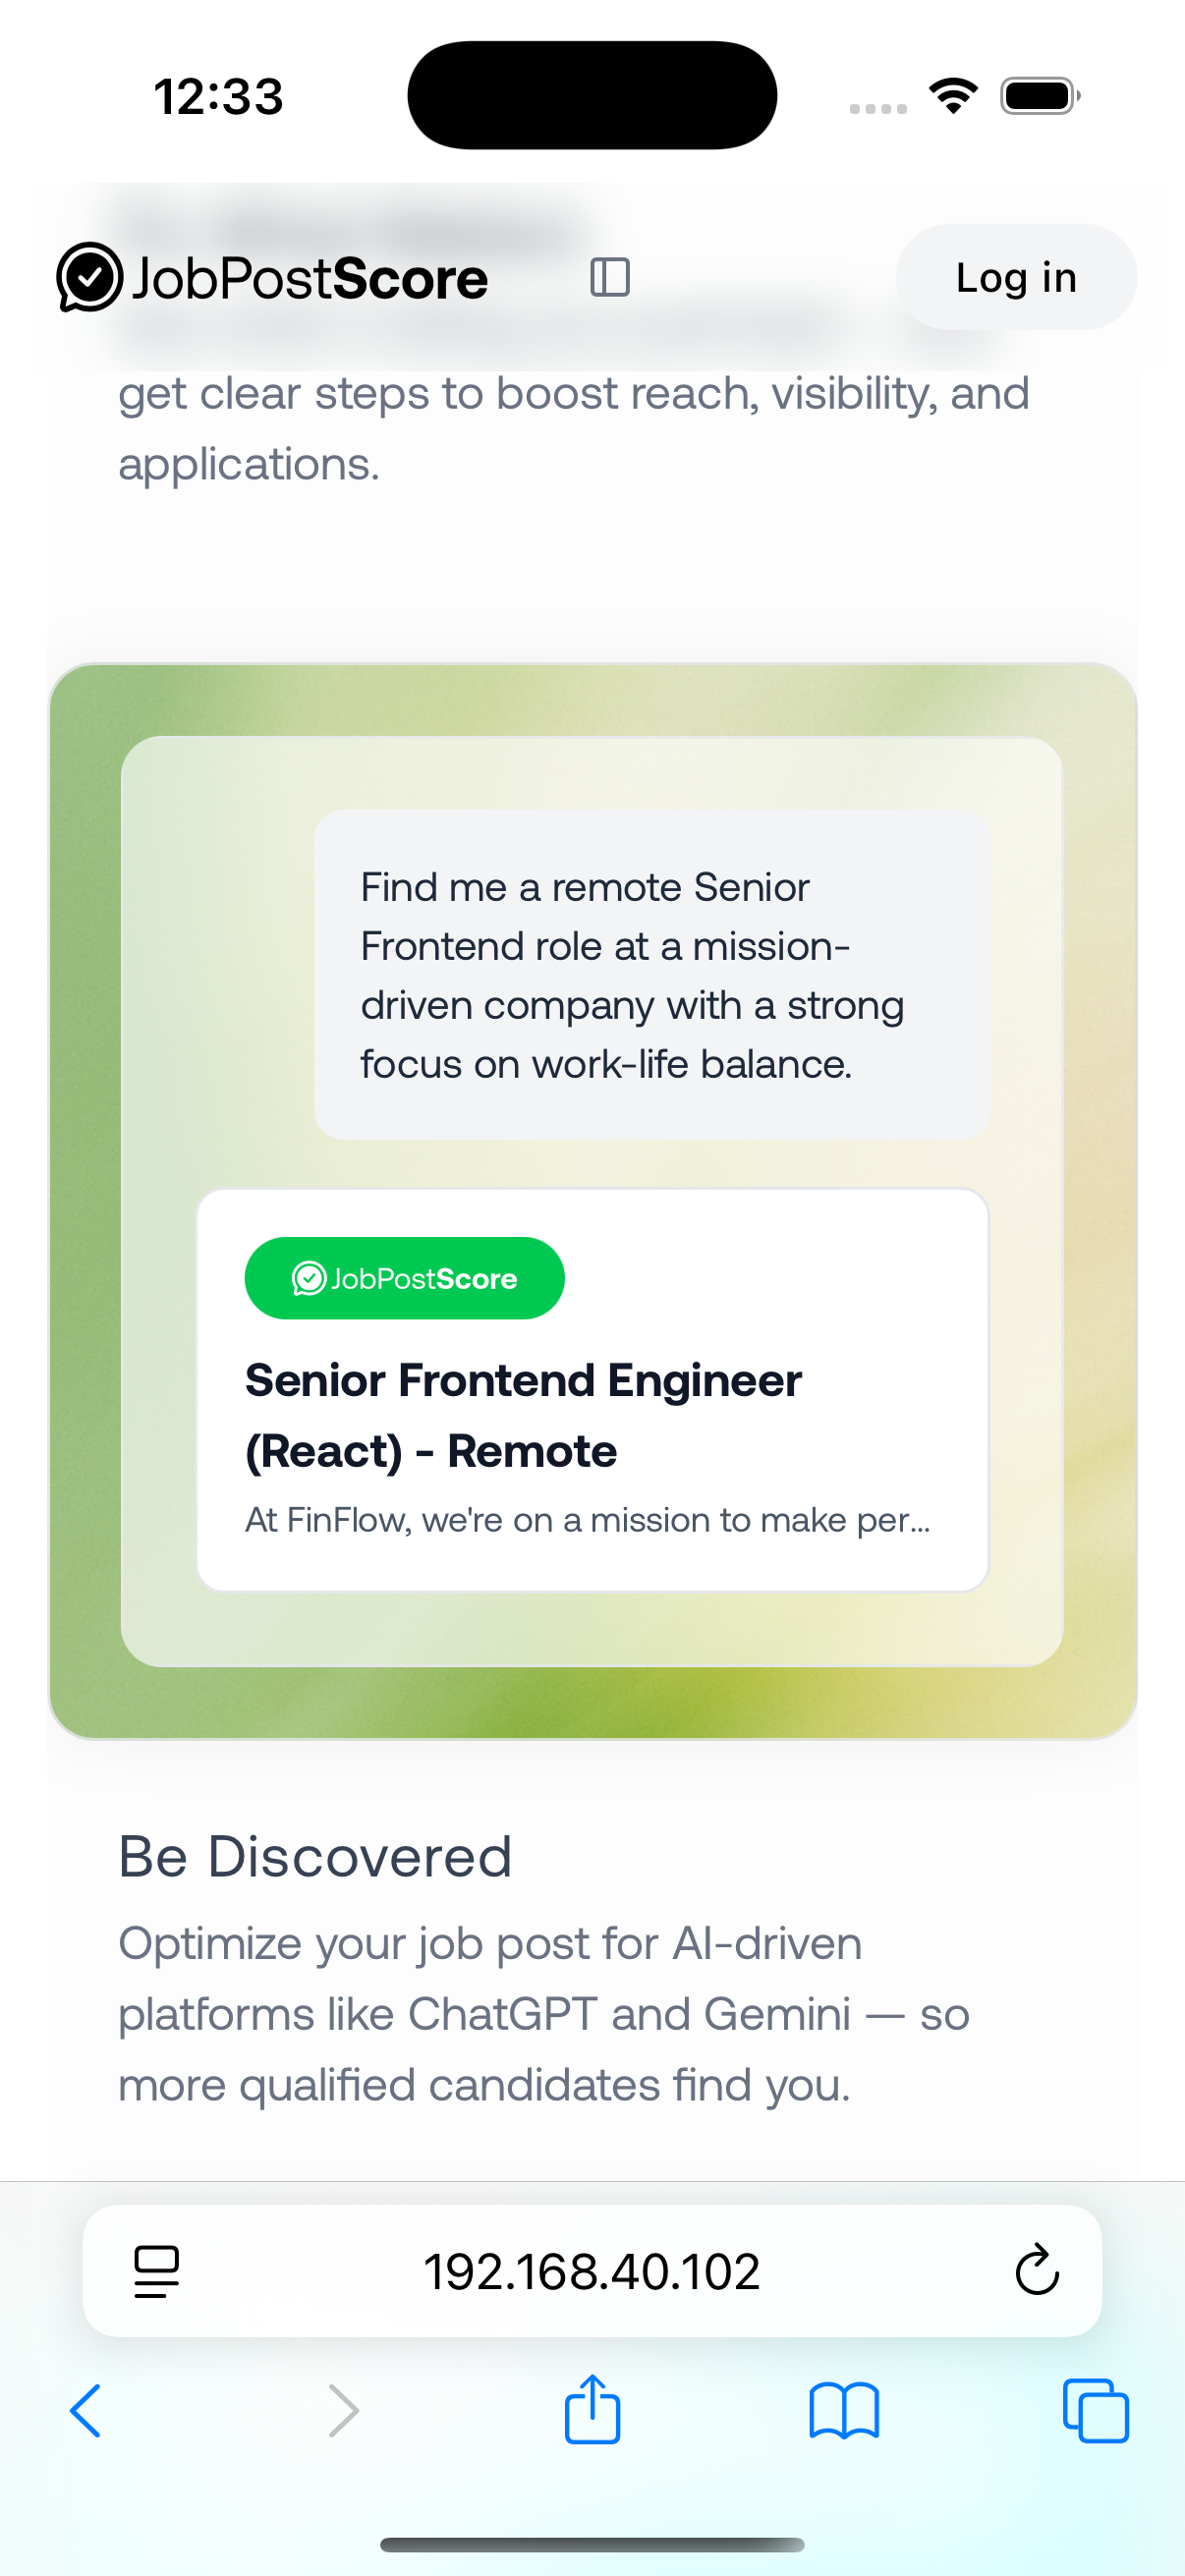 12:33
JobPostScore
Log in
get clear steps to boost reach, visibility, and
applications.
Find me a remote Senior
Frontend role at a mission-
driven company with a strong
focus on work-life balance.
JobPostScore
Senior Frontend Engineer
(React) - Remote
At FinFlow, we're on a mission to make per...
Be Discovered
Optimize your job post for AI-driven
platforms like ChatGPT and Gemini — so
more qualified candidates find you.
192.168.40.102